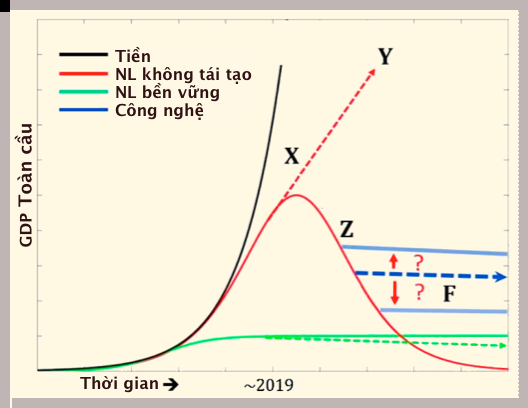 Tiền
NL không tái tạo
NL bền vững
Công nghệ
Y
X
Z
?
?
F
GDP Toàn cầu
Thời gian ➔
~2019